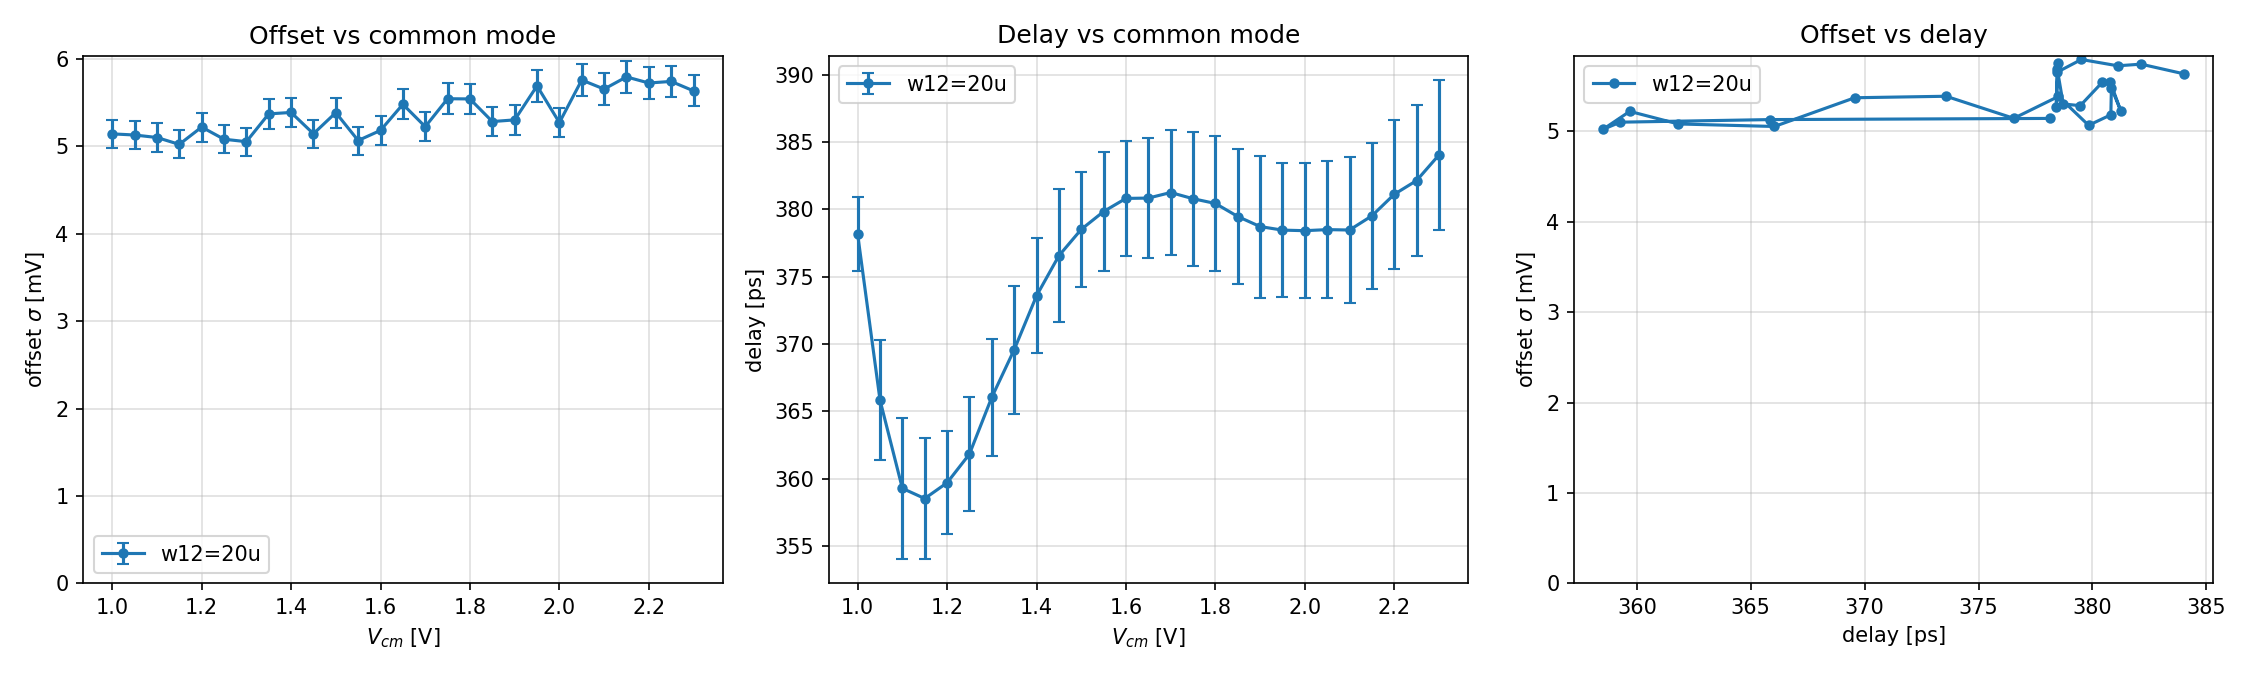 Offset vs common mode
offset σ [mV]
6
5
4
3
2
1
0
w12=20u
1.0 1.2 1.4 1.6 1.8 2.0 2.2
Vcm [V]
Delay vs common mode
delay [ps]
390
385
380
375
370
365
360
355
w12=20u
1.0 1.2 1.4 1.6 1.8 2.0 2.2
Vcm [V]
Offset vs delay
offset σ [mV]
5
4
3
2
1
0
w12=20u
360 365 370 375 380 385
delay [ps]